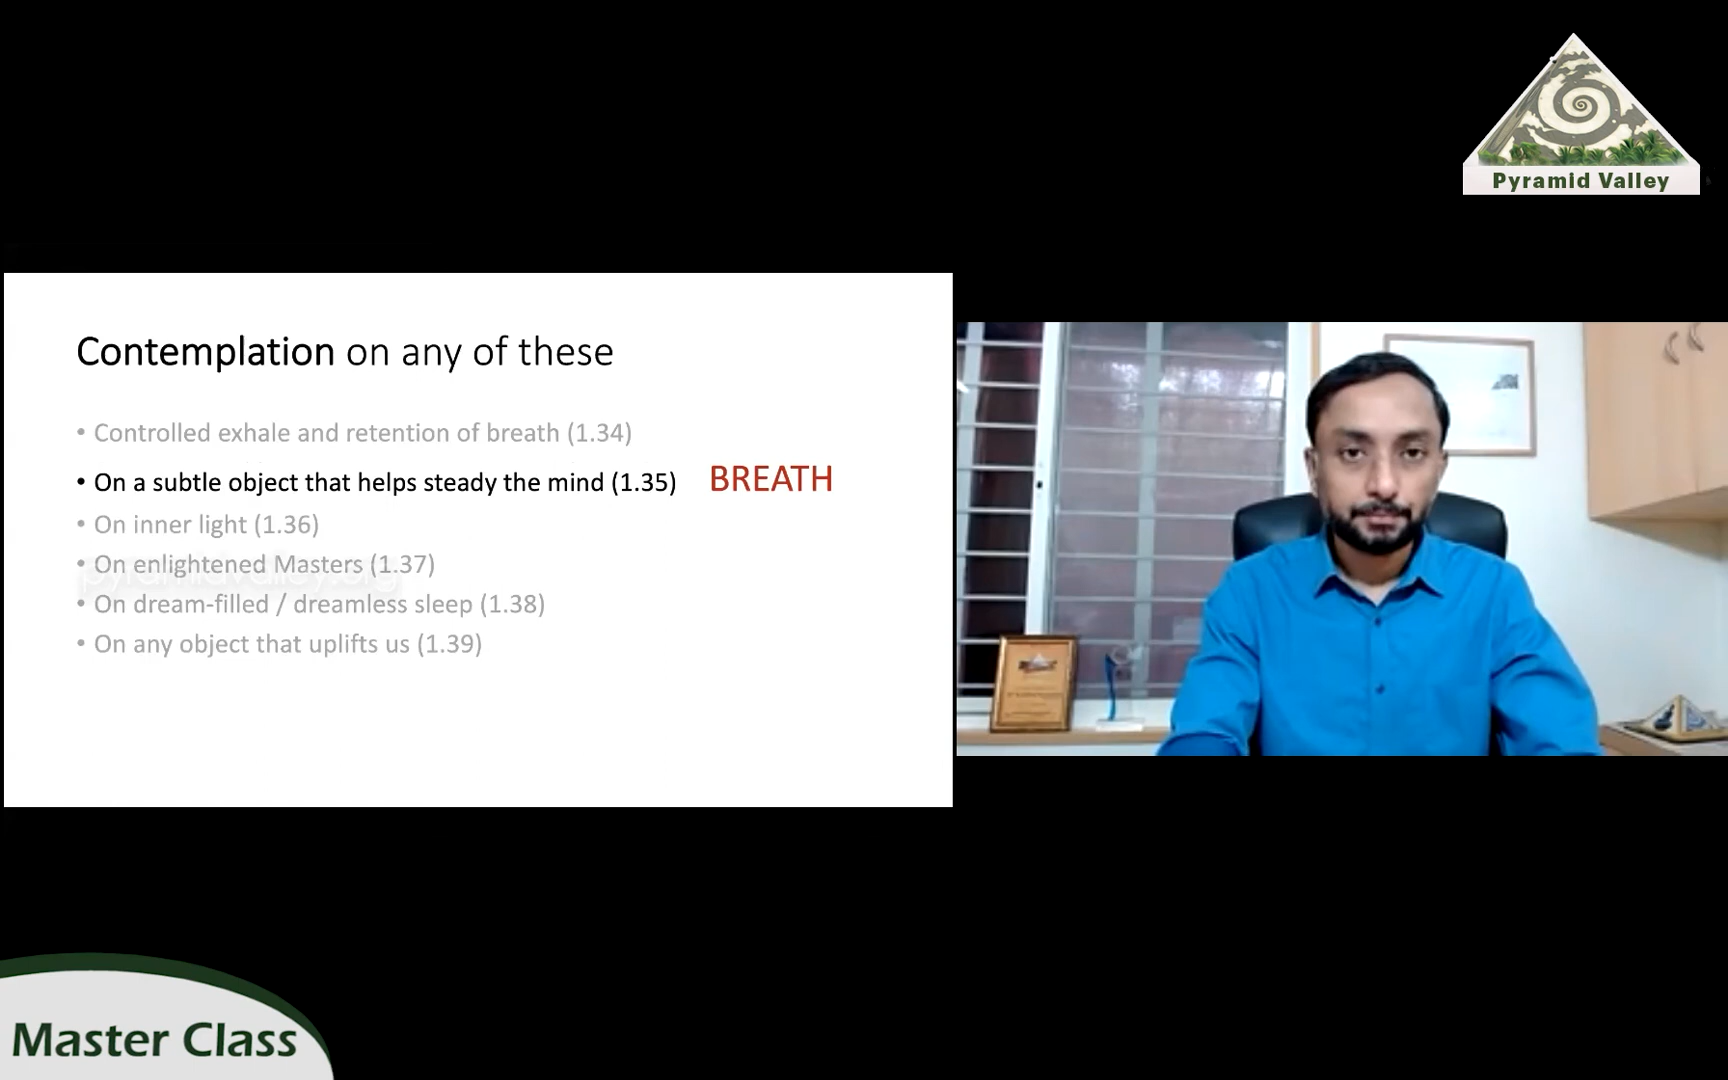 Pyramid Valley
Contemplation on any of these
• Controlled exhale and retention of breath (1.34)
• On a subtle object that helps steady the mind (1.35) BREATH
• On inner light (1.36)
• On enlightened Masters (1.37)
pyramidvalley.org
• On dream-filled / dreamless sleep (1.38)
• On any object that uplifts us (1.39)
Master Class